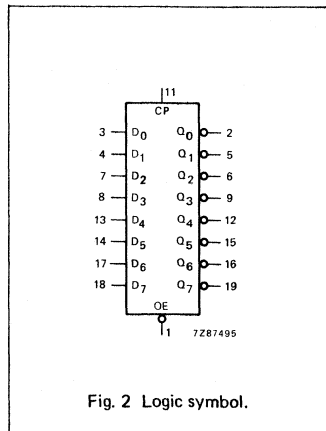 11
CP
3 D0 Q0 2
4 D1 Q1 5
7 D2 Q2 6
8 D3 Q3 9
13 D4 Q4 12
14 D5 Q5 15
17 D6 Q6 16
18 D7 Q7 19
OE
1 7Z87495
Fig. 2 Logic symbol.